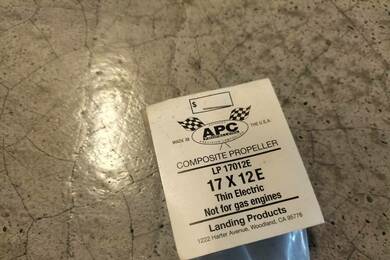 $
MADE IN APC THE U.S.A.
COMPOSITE PROPELLER
LP 17012E
17 X 12 E
Thin Electric
Not for gas engines
Landing Products
1222 Harter Avenue, Woodland, CA 95776